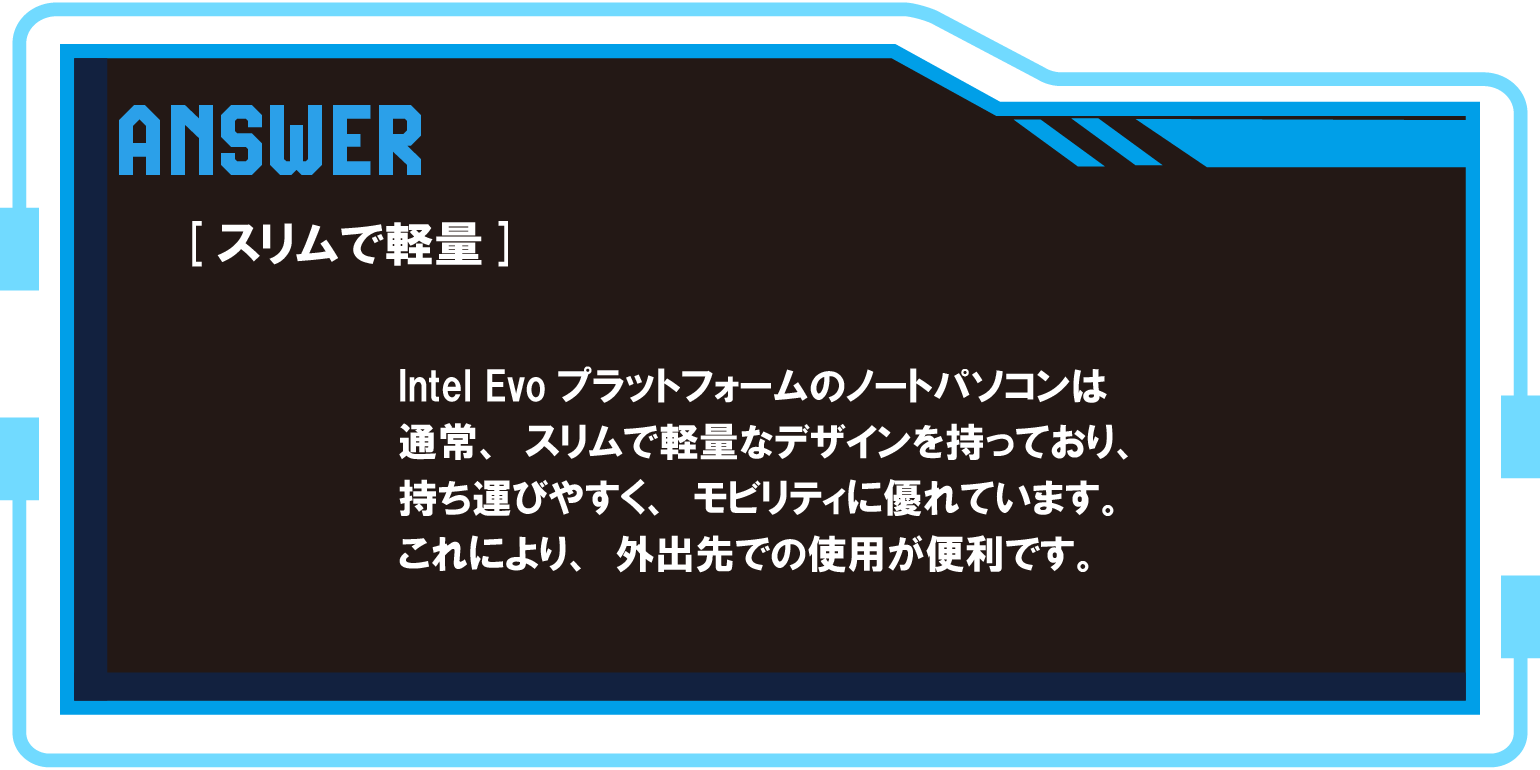 ANSWER
[ スリムで軽量 ]
Intel Evo プラットフォームのノートパソコンは
通常、 スリムで軽量なデザインを持っており、
持ち運びやすく、 モビリティに優れています。
これにより、 外出先での使用が便利です。